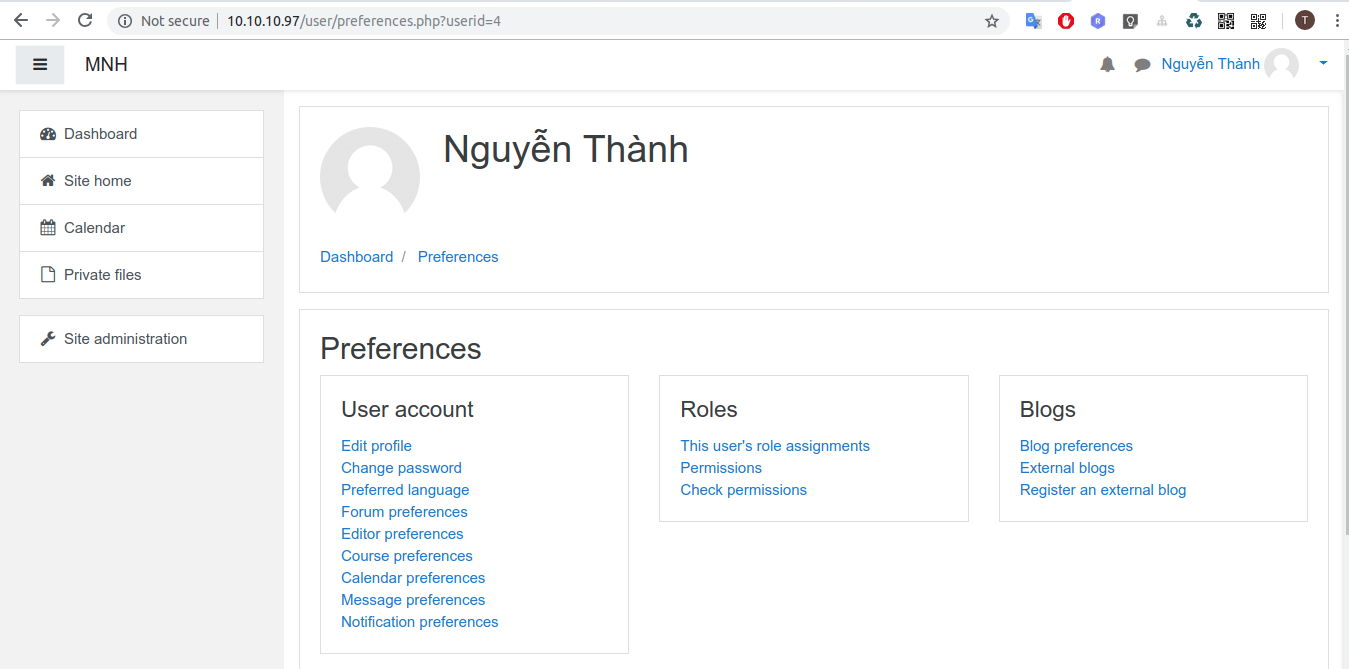 Not secure 10.10.10.97/user/preferences.php?userid=4
T
MNH
Nguyễn Thành
Dashboard
Site home
Calendar
Private files
Site administration
Nguyễn Thành
Dashboard / Preferences
Preferences
User account
Edit profile
Change password
Preferred language
Forum preferences
Editor preferences
Course preferences
Calendar preferences
Message preferences
Notification preferences
Roles
This user's role assignments
Permissions
Check permissions
Blogs
Blog preferences
External blogs
Register an external blog